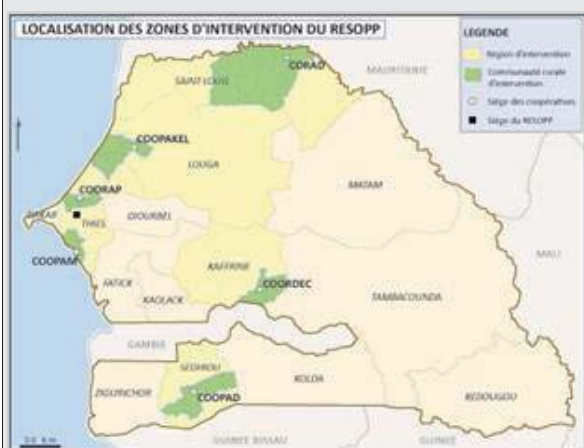 LOCALISATION DES ZONES D'INTERVENTION DU RESOPP
LEGENDE
Région d'intervention
Communauté rurale
d'intervention
Siège des coopératives
Siège du RESOPP
CORAD
MAURITANIE
SAINT LOUIS
COOPAKEL
LOUGA
MATAM
COORAP
DAKAR
THIES
DIOURBEL
COOPAM
FATICK
KAOLACK
KAFFRINE
COORDEC
TAMBACOUNDA
MALI
GAMBIE
SEDHIOU
ZIGUINCHOR
COOPAD
KOLDA
KEDOUGOU
GUINEE BISSAU
GUINEE